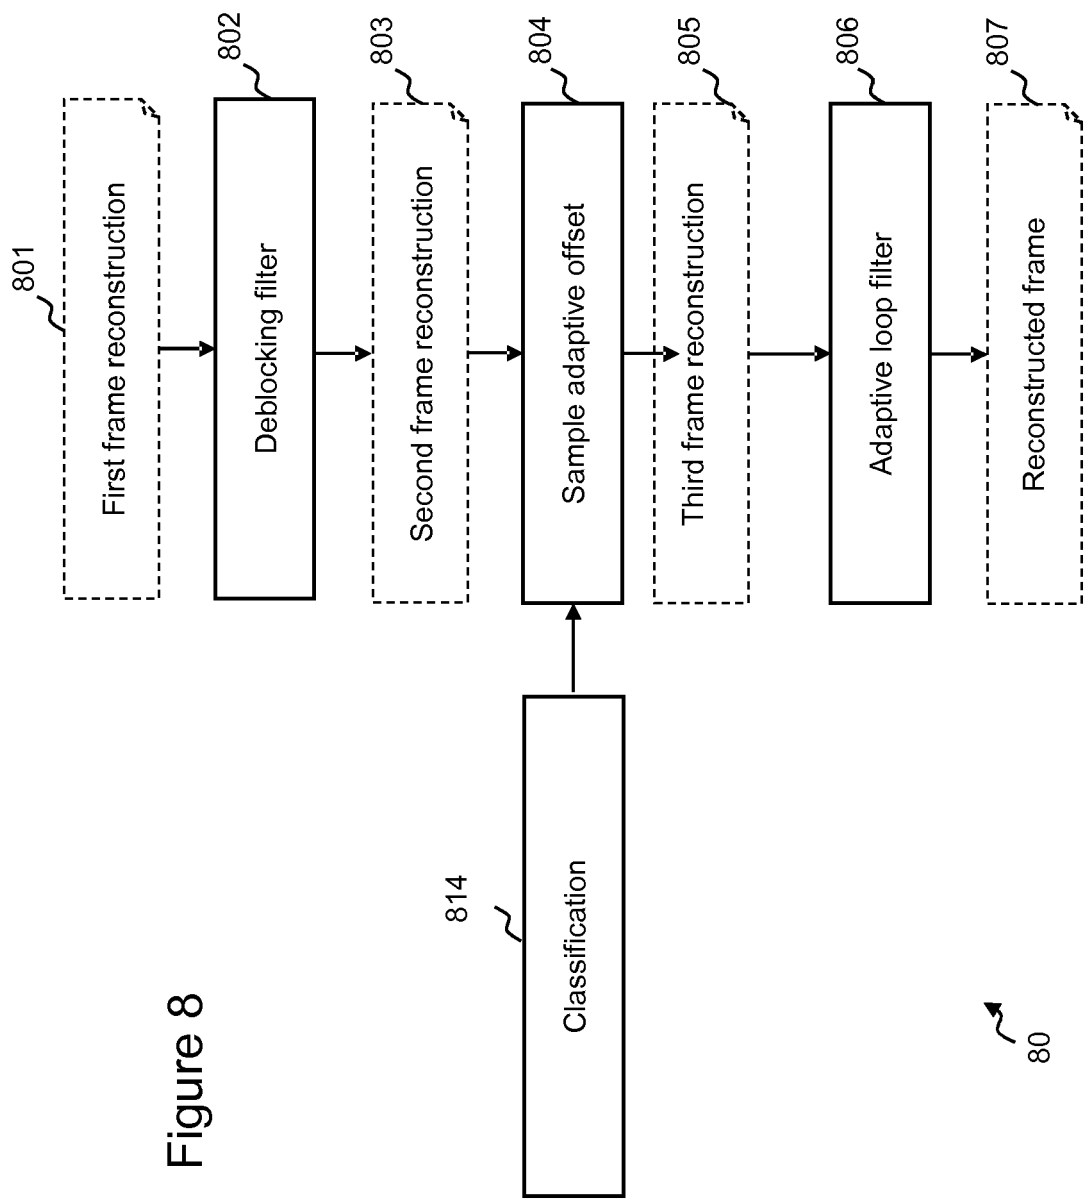 Figure 8
801
First frame reconstruction
802
Deblocking filter
803
Second frame reconstruction
804
Sample adaptive offset
814
Classification
805
Third frame reconstruction
806
Adaptive loop filter
807
Reconstructed frame
80